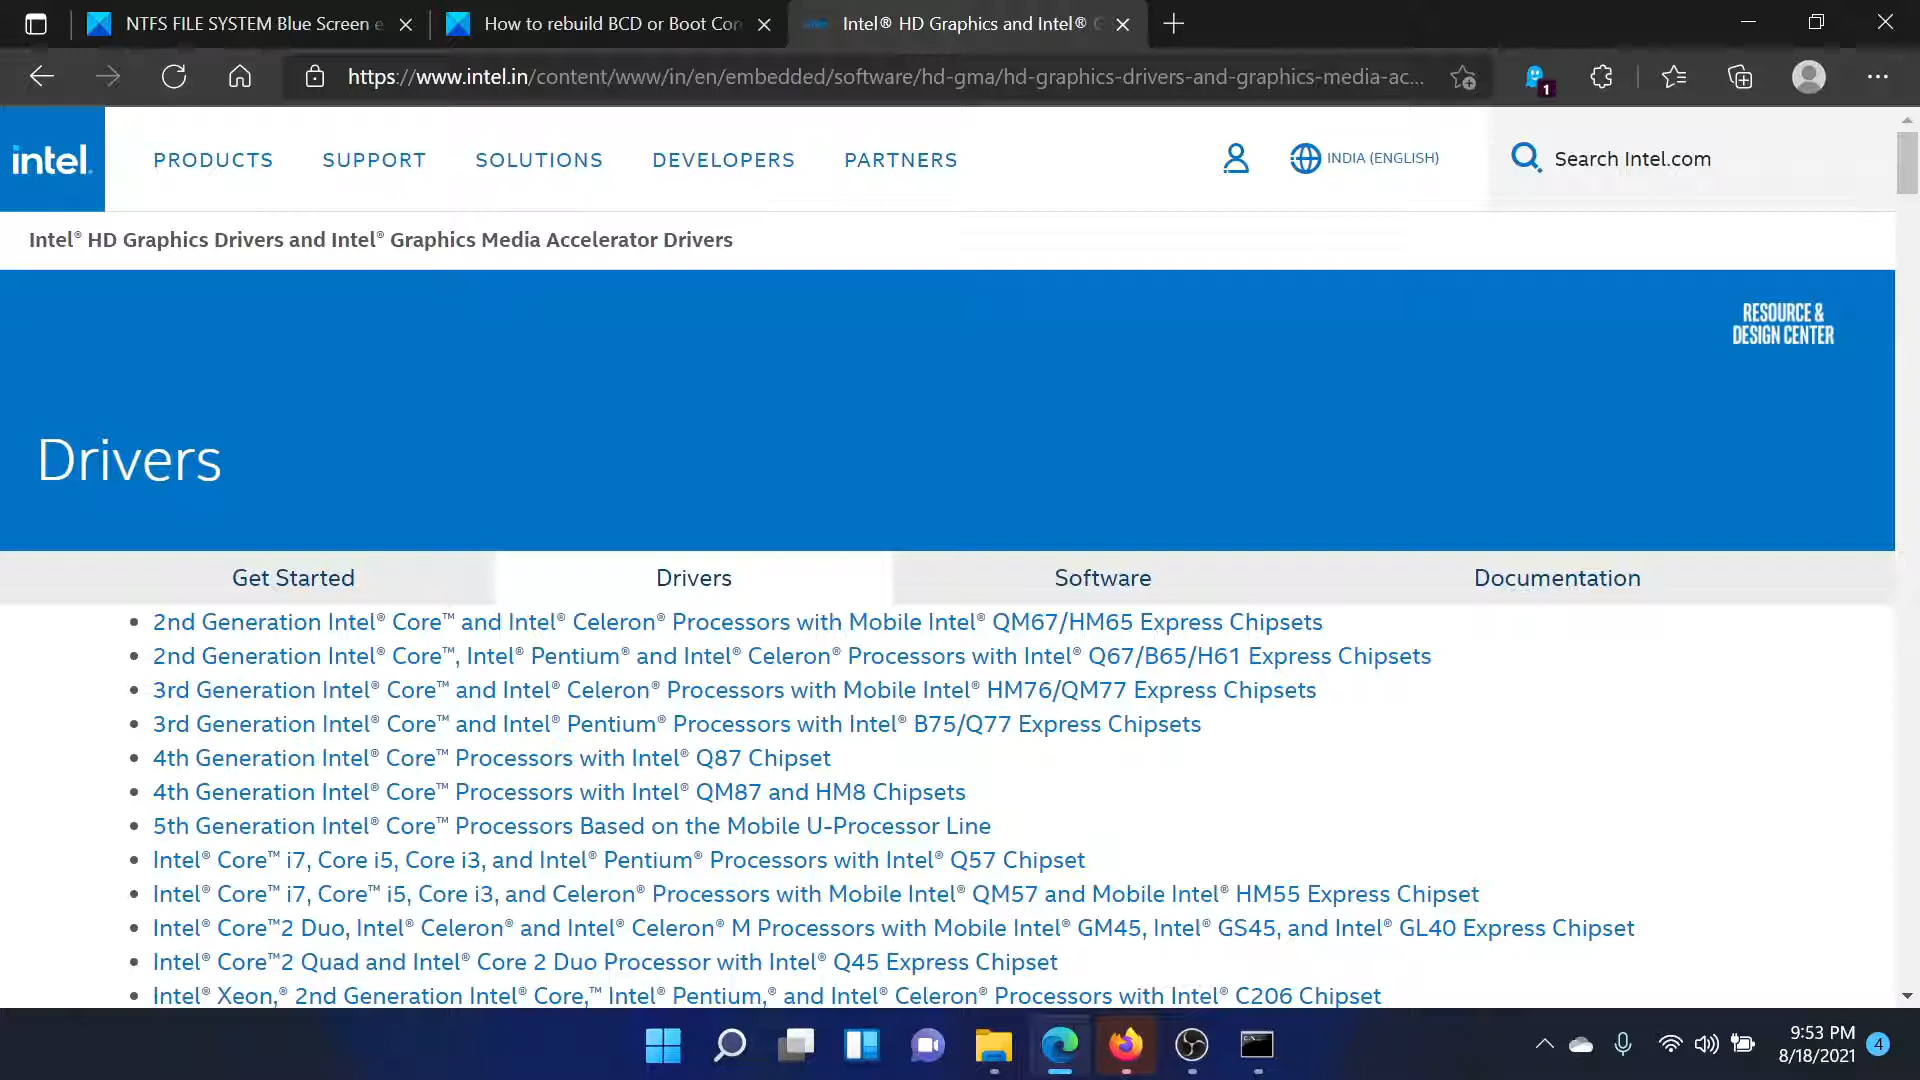 NTFS FILE SYSTEM Blue Screen e
How to rebuild BCD or Boot Con
Intel® HD Graphics and Intel® G
https://www.intel.in/content/www/in/en/embedded/software/hd-gma/hd-graphics-drivers-and-graphics-media-ac...
1
intel.
PRODUCTS
SUPPORT
SOLUTIONS
DEVELOPERS
PARTNERS
INDIA (ENGLISH)
Search Intel.com
Intel® HD Graphics Drivers and Intel® Graphics Media Accelerator Drivers
RESOURCE &
DESIGN CENTER
Drivers
Get Started
Drivers
Software
Documentation
2nd Generation Intel® Core™ and Intel® Celeron® Processors with Mobile Intel® QM67/HM65 Express Chipsets
2nd Generation Intel® Core™, Intel® Pentium® and Intel® Celeron® Processors with Intel® Q67/B65/H61 Express Chipsets
3rd Generation Intel® Core™ and Intel® Celeron® Processors with Mobile Intel® HM76/QM77 Express Chipsets
3rd Generation Intel® Core™ and Intel® Pentium® Processors with Intel® B75/Q77 Express Chipsets
4th Generation Intel® Core™ Processors with Intel® Q87 Chipset
4th Generation Intel® Core™ Processors with Intel® QM87 and HM8 Chipsets
5th Generation Intel® Core™ Processors Based on the Mobile U-Processor Line
Intel® Core™ i7, Core i5, Core i3, and Intel® Pentium® Processors with Intel® Q57 Chipset
Intel® Core™ i7, Core™ i5, Core i3, and Celeron® Processors with Mobile Intel® QM57 and Mobile Intel® HM55 Express Chipset
Intel® Core™2 Duo, Intel® Celeron® and Intel® Celeron® M Processors with Mobile Intel® GM45, Intel® GS45, and Intel® GL40 Express Chipset
Intel® Core™2 Quad and Intel® Core 2 Duo Processor with Intel® Q45 Express Chipset
Intel® Xeon,® 2nd Generation Intel® Core,™ Intel® Pentium,® and Intel® Celeron® Processors with Intel® C206 Chipset
9:53 PM
8/18/2021
4